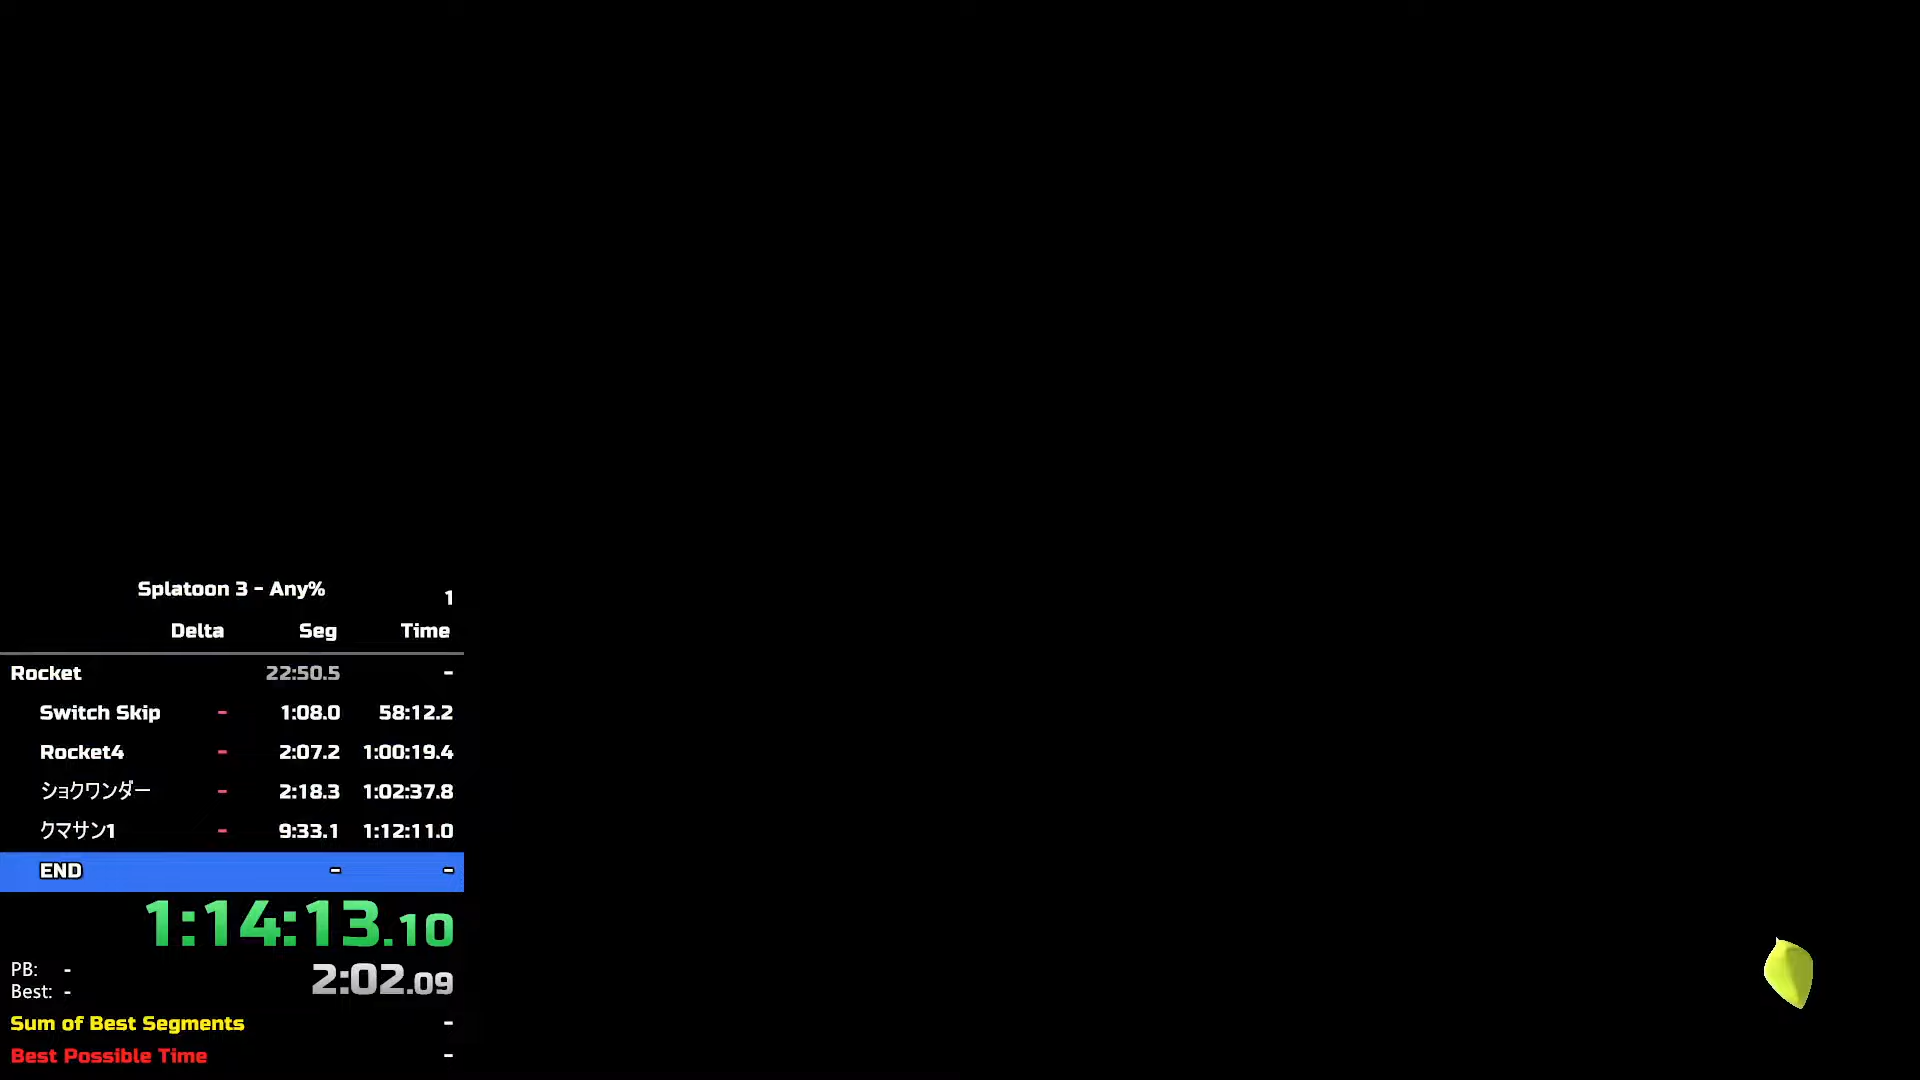 Splatoon 3 - Any%
1
Delta Seg Time
Rocket 22:50.5 -
Switch Skip - 1:08.0 58:12.2
Rocket4 - 2:07.2 1:00:19.4
ショクワンダー - 2:18.3 1:02:37.8
クマサン1 - 9:33.1 1:12:11.0
END - -
1:14:13.10
PB: - 2:02.09
Best: -
Sum of Best Segments -
Best Possible Time -